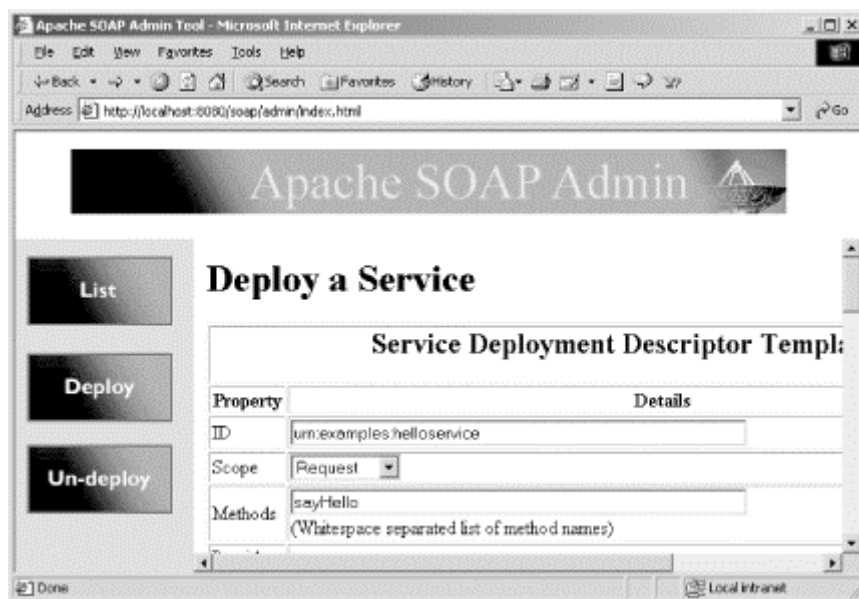 Apache SOAP Admin Tool - Microsoft Internet Explorer
File Edit View Favorites Tools Help
Back Search Favorites History
Address http://localhost:8080/soap/admin/index.html Go
Apache SOAP Admin
List
Deploy
Un-deploy
Deploy a Service
Service Deployment Descriptor Templa
Property Details
ID urn:examples:helloservice
Scope Request
Methods sayHello
(Whitespace separated list of method names)
Done Local intranet